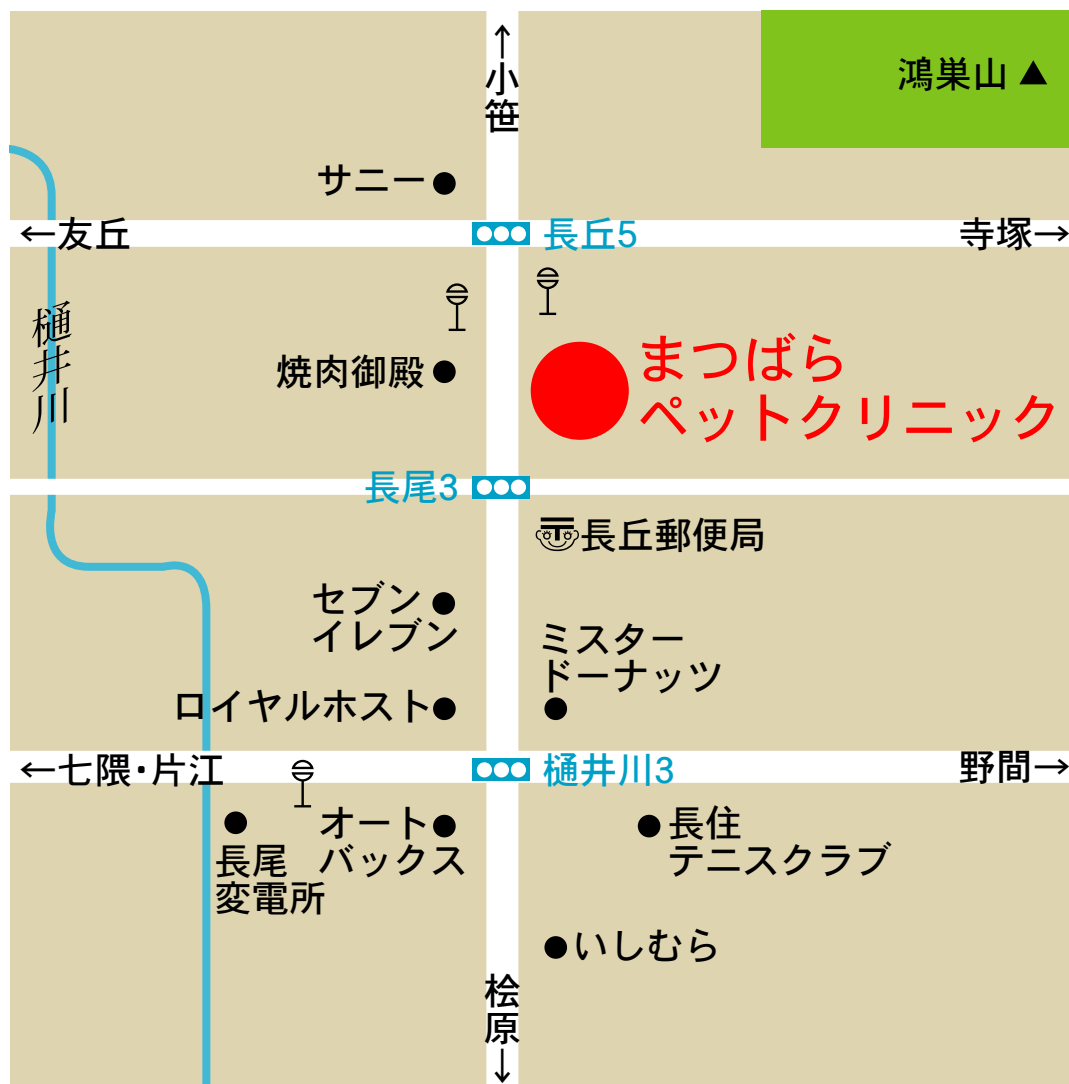 ↑小笹
鴻巣山▲
サニー
←友丘
長丘5
寺塚→
樋井川
焼肉御殿
まつばら
ペットクリニック
長尾3
長丘郵便局
セブン
イレブン
ミスター
ドーナッツ
ロイヤルホスト
←七隈・片江
樋井川3
野間→
長尾
変電所
オート
バックス
長住
テニスクラブ
いしむら
桧原↓